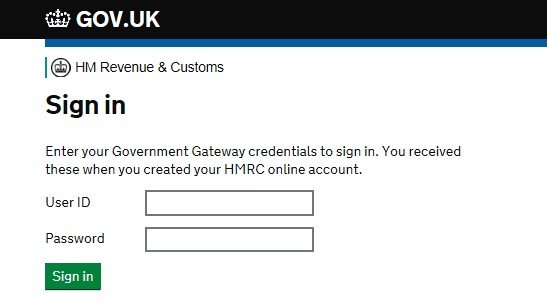 GOV.UK
HM Revenue & Customs
Sign in
Enter your Government Gateway credentials to sign in. You received
these when you created your HMRC online account.
User ID
Password
Sign in